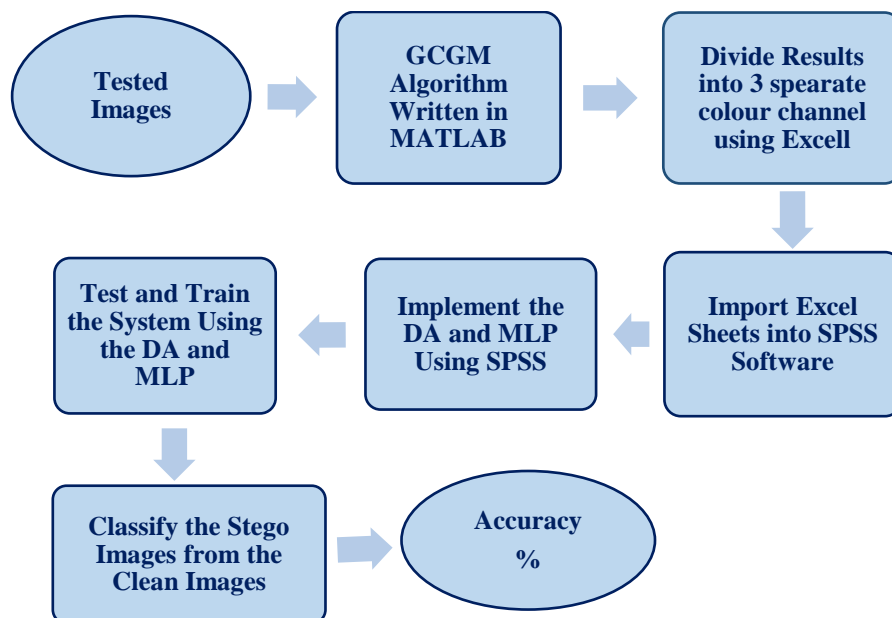 Tested
Images
GCGM
Algorithm
Written in
MATLAB
Divide Results
into 3 spearate
colour channel
using Excell
Import Excel
Sheets into SPSS
Software
Implement the
DA and MLP
Using SPSS
Test and Train
the System Using
the DA and
MLP
Classify the Stego
Images from the
Clean Images
Accuracy
%